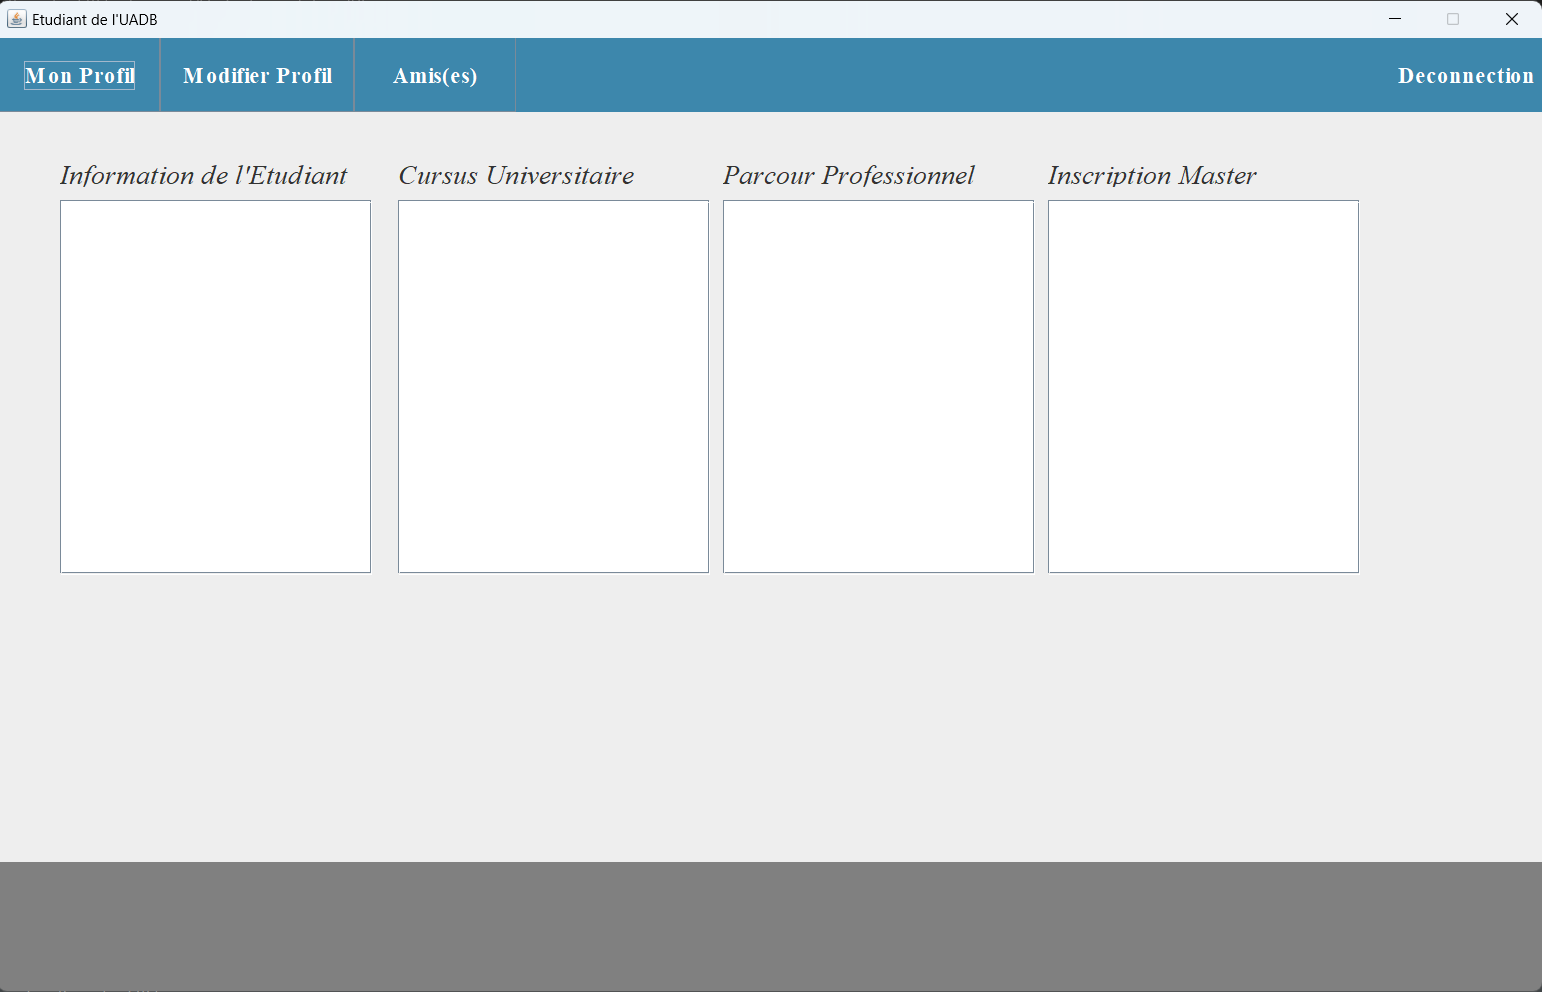 Etudiant de l'UADB
Mon Profil Modifier Profil Amis(es) Deconnection
Information de l'Etudiant Cursus Universitaire Parcour Professionnel Inscription Master